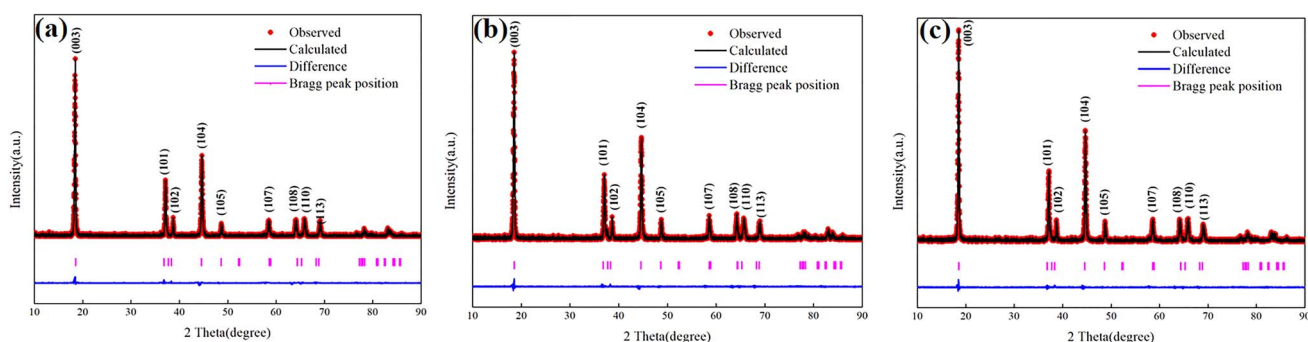 (a)
(003)
(101)
(102)
(104)
(105)
(107)
(108)
(110)
(113)
Observed
Calculated
Difference
Bragg peak position
Intensity(a.u.)
10 20 30 40 50 60 70 80 90
2 Theta(degree)
(b)
(003)
(101)
(102)
(104)
(105)
(107)
(108)
(110)
(113)
Observed
Calculated
Difference
Bragg peak position
Intensity(a.u.)
10 20 30 40 50 60 70 80 90
2 Theta(degree)
(c)
(003)
(101)
(102)
(104)
(105)
(107)
(108)
(110)
(113)
Observed
Calculated
Difference
Bragg peak position
Intensity(a.u.)
10 20 30 40 50 60 70 80 90
2 Theta(degree)